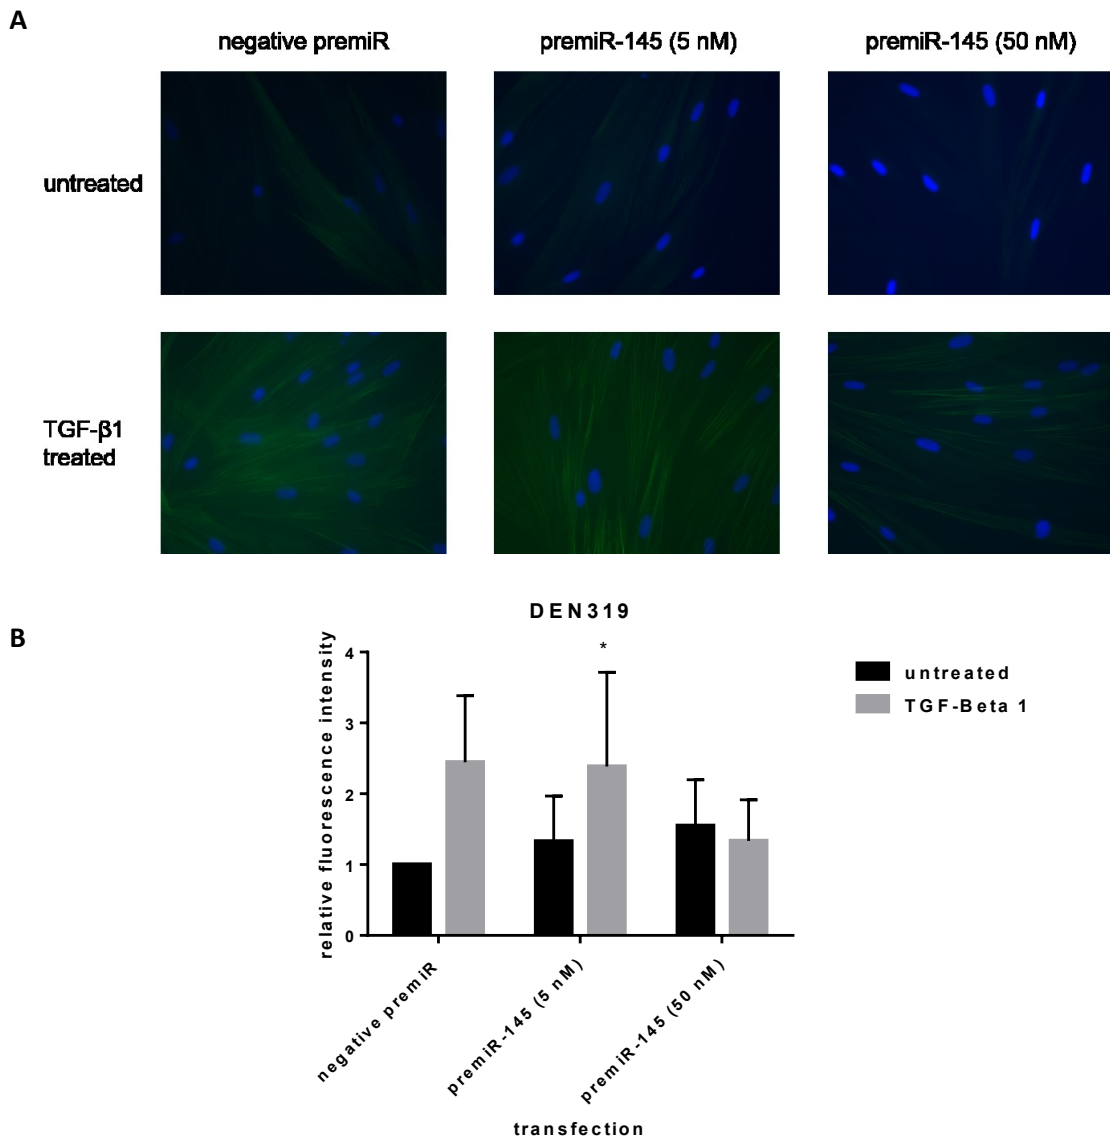 A
negative premiR
premiR-145 (5 nM)
premiR-145 (50 nM)
untreated
TGF-β1
treated
B
DEN319
relative fluorescence intensity
4
3
2
1
0
*
untreated
TGF-Beta 1
negative premiR
premiR-145 (5 nM)
premiR-145 (50 nM)
transfection